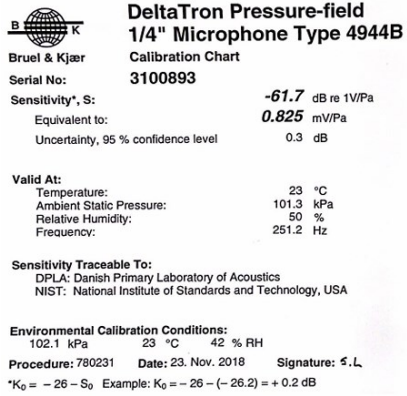 B K
DeltaTron Pressure-field
1/4" Microphone Type 4944B
Bruel & Kjær
Calibration Chart
Serial No: 3100893
Sensitivity*, S: -61.7 dB re 1V/Pa
Equivalent to: 0.825 mV/Pa
Uncertainty, 95 % confidence level 0.3 dB
Valid At:
Temperature: 23 °C
Ambient Static Pressure: 101.3 kPa
Relative Humidity: 50 %
Frequency: 251.2 Hz
Sensitivity Traceable To:
DPLA: Danish Primary Laboratory of Acoustics
NIST: National Institute of Standards and Technology, USA
Environmental Calibration Conditions:
102.1 kPa 23 °C 42 % RH
Procedure: 780231 Date: 23. Nov. 2018 Signature: S.L
*K₀ = – 26 – S₀ Example: K₀ = – 26 – (– 26.2) = + 0.2 dB